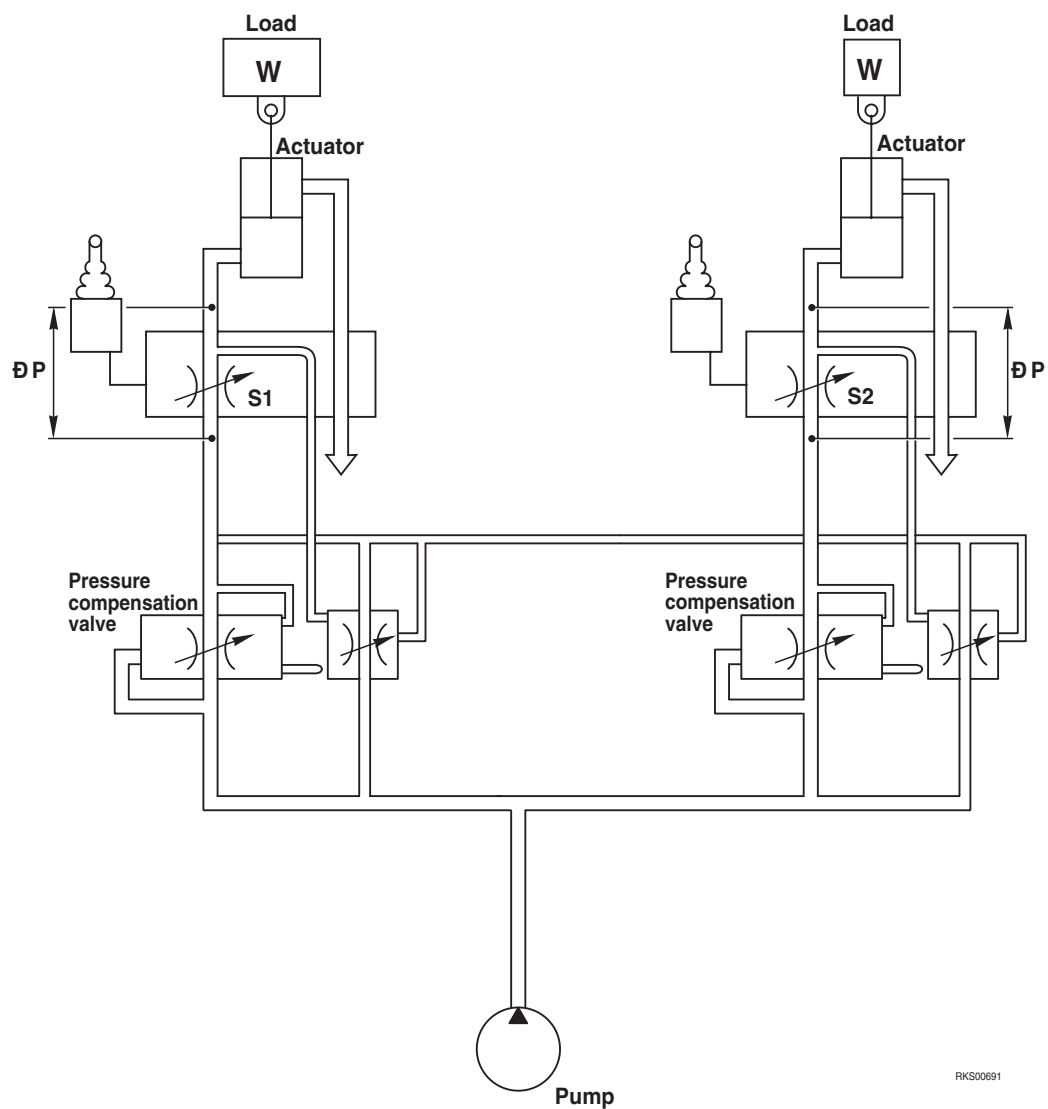 Load
W
Actuator
Load
W
Actuator
ĐP
S1
S2
ĐP
Pressure
compensation
valve
Pressure
compensation
valve
Pump
RKS00691